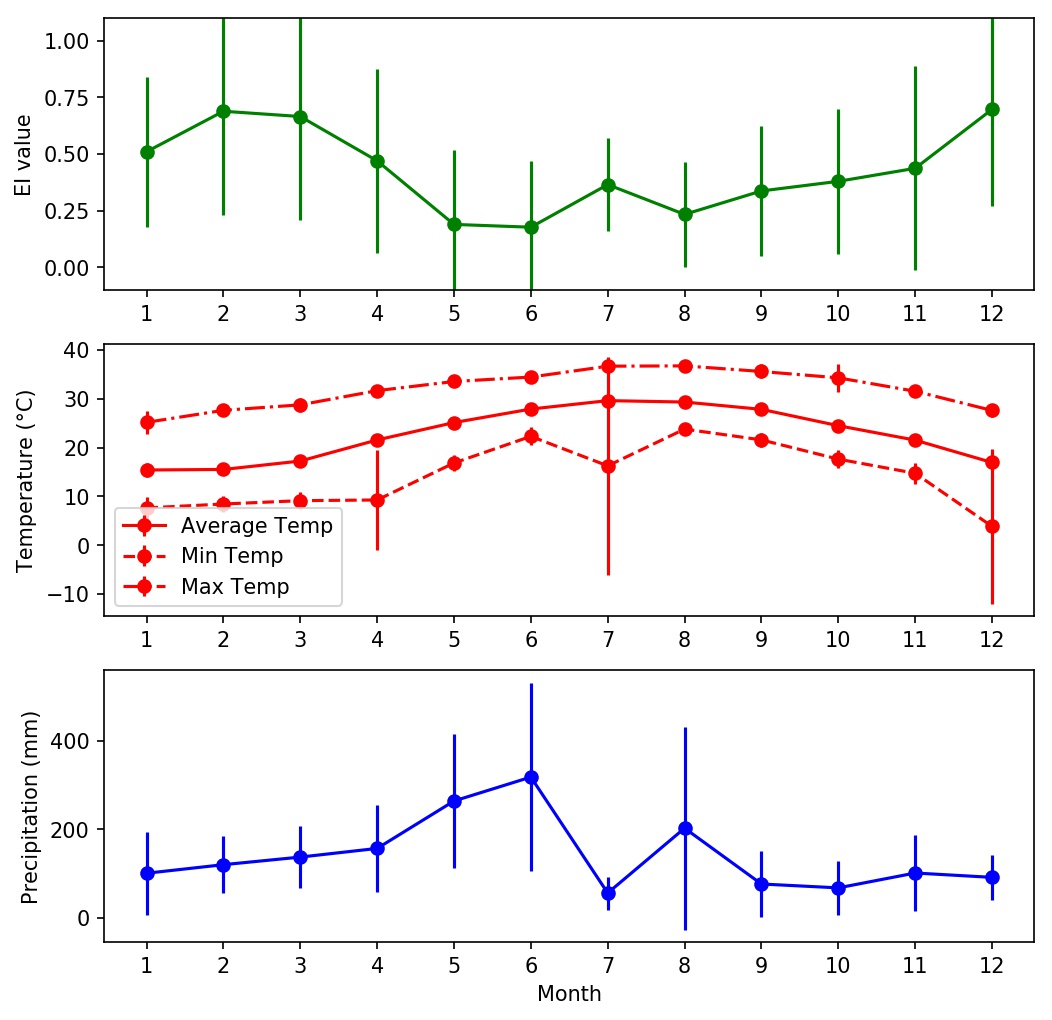 EI value
1.00
0.75
0.50
0.25
0.00
1 2 3 4 5 6 7 8 9 10 11 12
Temperature (°C)
40
30
20
10
0
−10
Average Temp
Min Temp
Max Temp
1 2 3 4 5 6 7 8 9 10 11 12
Precipitation (mm)
400
200
0
1 2 3 4 5 6 7 8 9 10 11 12
Month